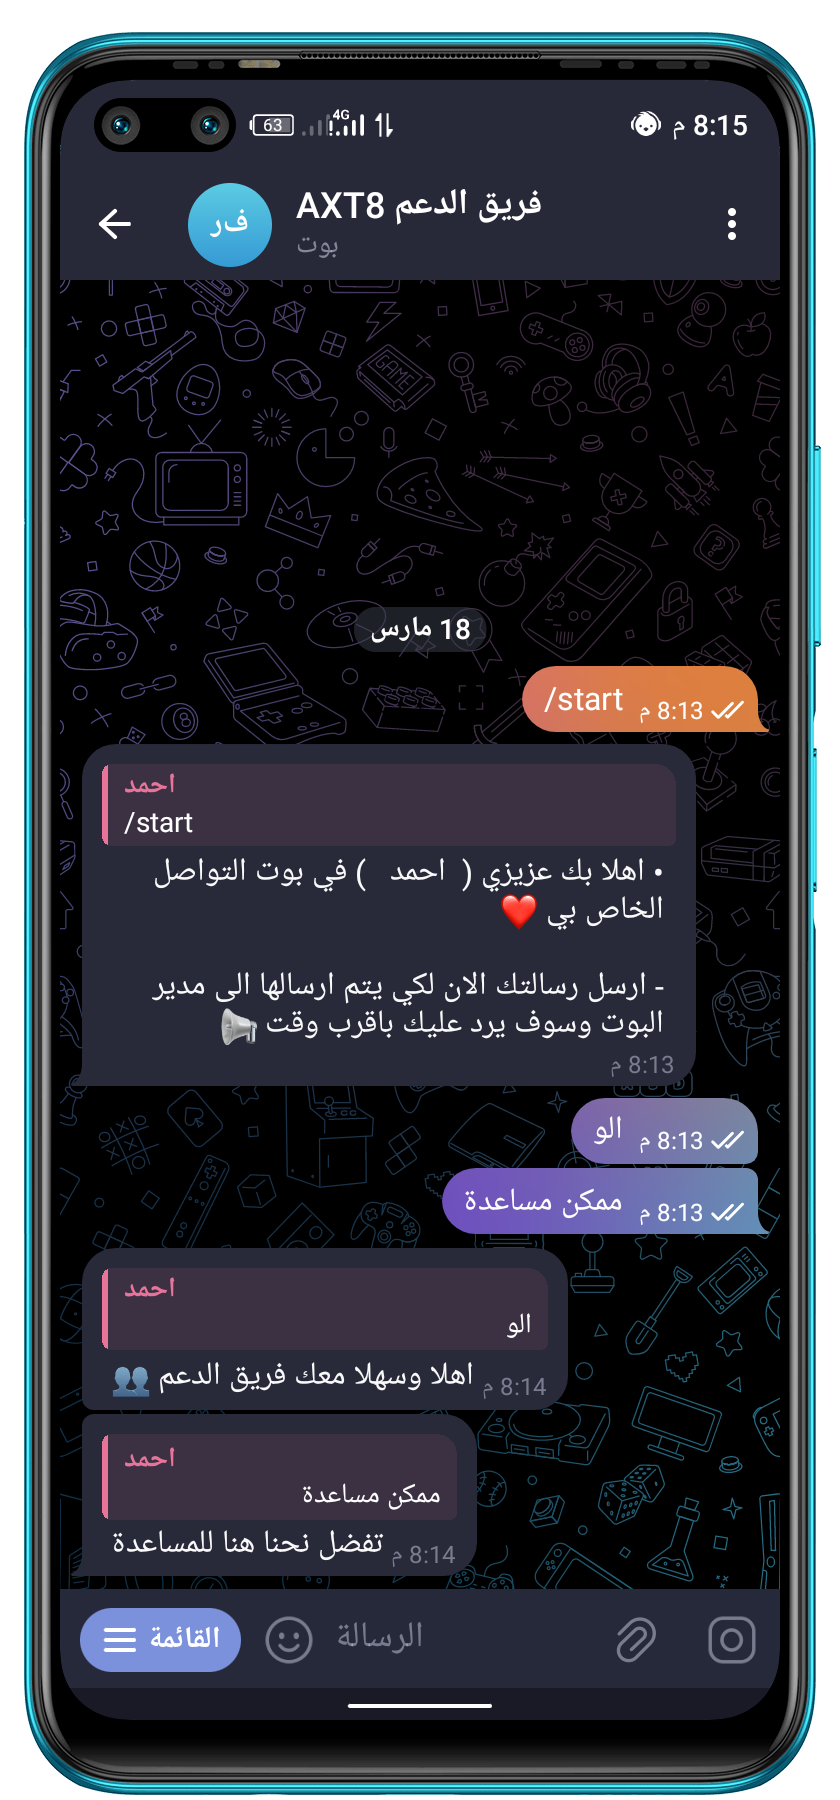 63 4G م 8:15
فر
فريق الدعم AXT8
بوت
GAME
18 مارس
/start م 8:13
احمد
/start
• اهلا بك عزيزي ( احمد ) في بوت التواصل
الخاص بي ❤️
- ارسل رسالتك الان لكي يتم ارسالها الى مدير
البوت وسوف يرد عليك باقرب وقت 📢
م 8:13
الو م 8:13
ممكن مساعدة م 8:13
احمد
الو
اهلا وسهلا معك فريق الدعم 👥 م 8:14
احمد
ممكن مساعدة
تفضل نحنا هنا للمساعدة م 8:14
القائمة
الرسالة